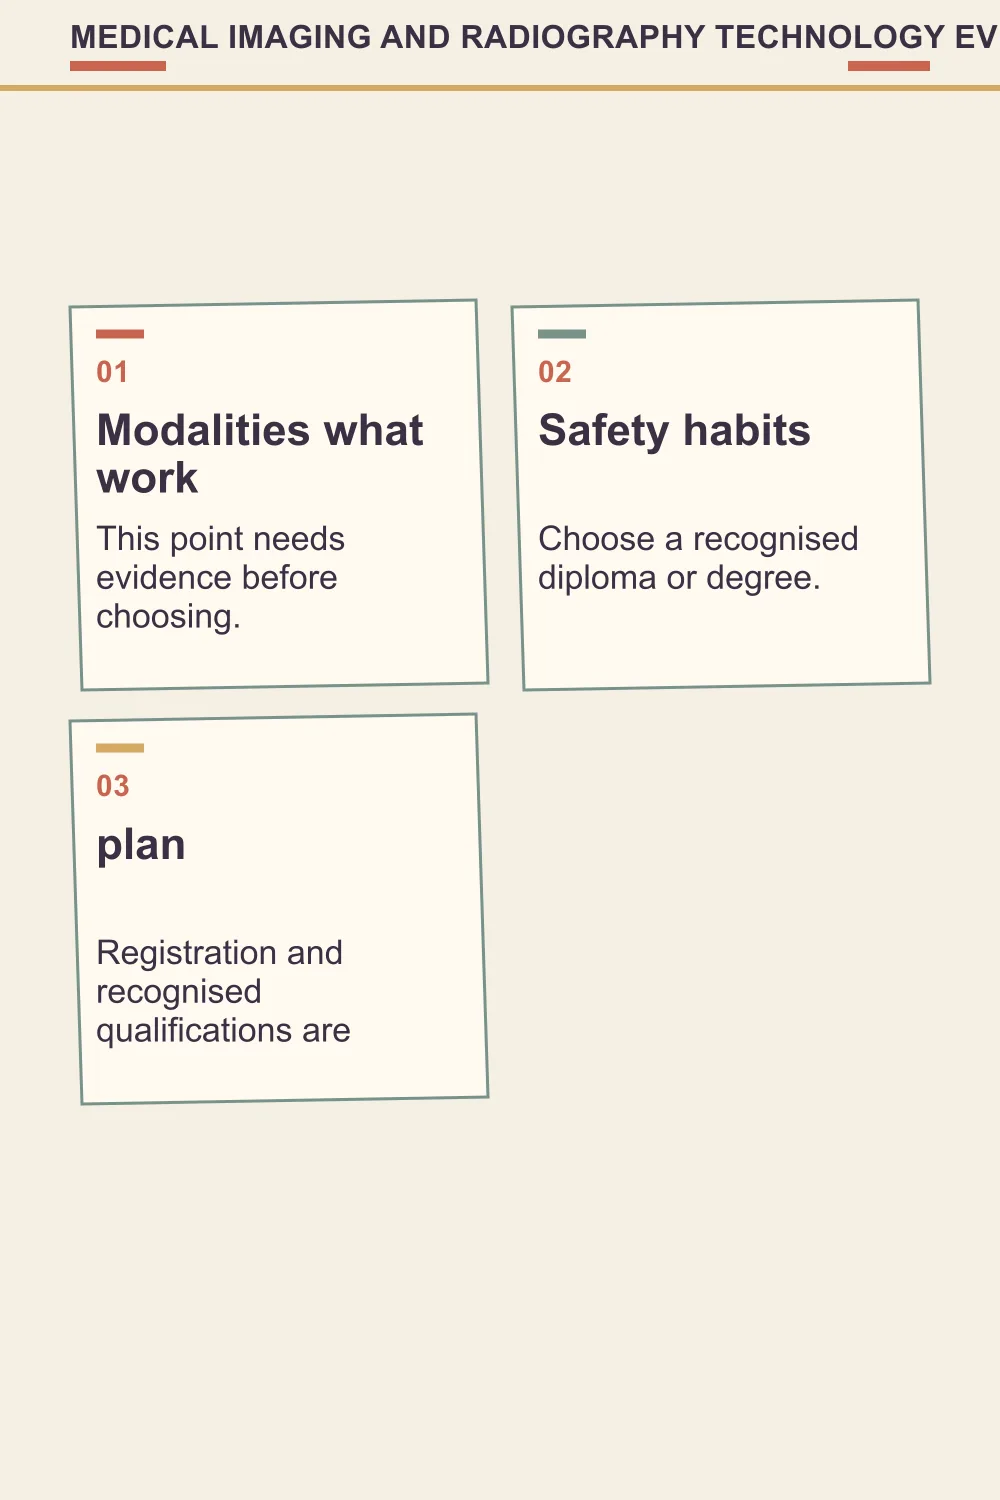 MEDICAL IMAGING AND RADIOGRAPHY TECHNOLOGY EV
01
Modalities what
work
This point needs
evidence before
choosing.
02
Safety habits
Choose a recognised
diploma or degree.
03
plan
Registration and
recognised
qualifications are